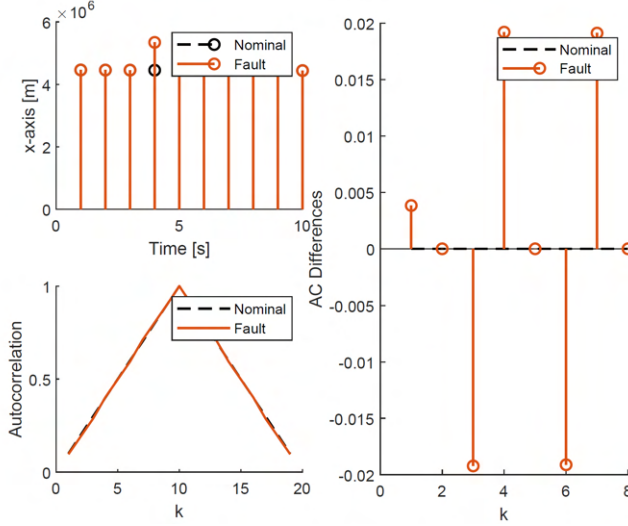 6
×10⁶
4
2
0
x-axis [m]
Nominal
Fault
0
5
10
Time [s]
1
0.5
0
Autocorrelation
Nominal
Fault
0
5
10
15
20
k
0.02
0.015
0.01
0.005
0
-0.005
-0.01
-0.015
-0.02
AC Differences
Nominal
Fault
0
2
4
6
8
k